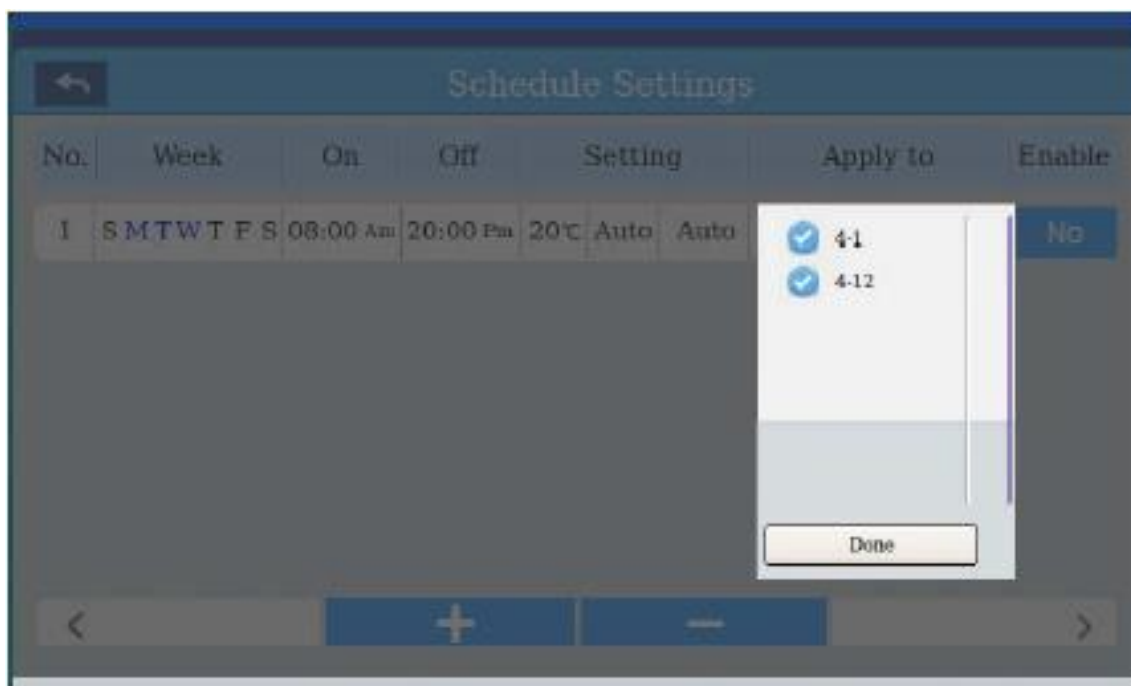 Schedule Settings
No. Week On Off Setting Apply to Enable
1 S M T W T F S 08:00 Am 20:00 Pm 20℃ Auto Auto No
4-1
4-12
Done